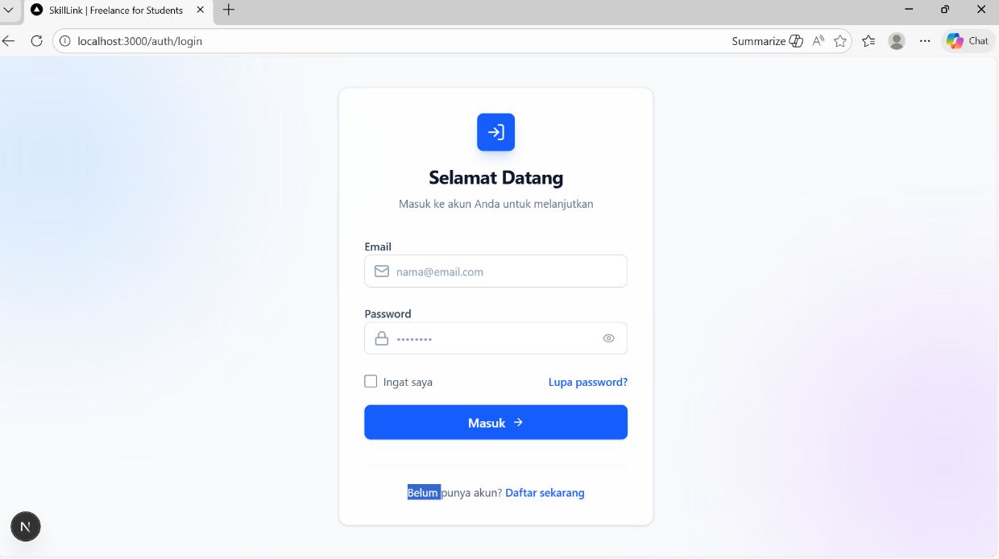 SkillLink | Freelance for Students
localhost:3000/auth/login
Summarize
Chat
Selamat Datang
Masuk ke akun Anda untuk melanjutkan
Email
nama@email.com
Password
••••••••
Ingat saya
Lupa password?
Masuk →
Belum punya akun? Daftar sekarang
N